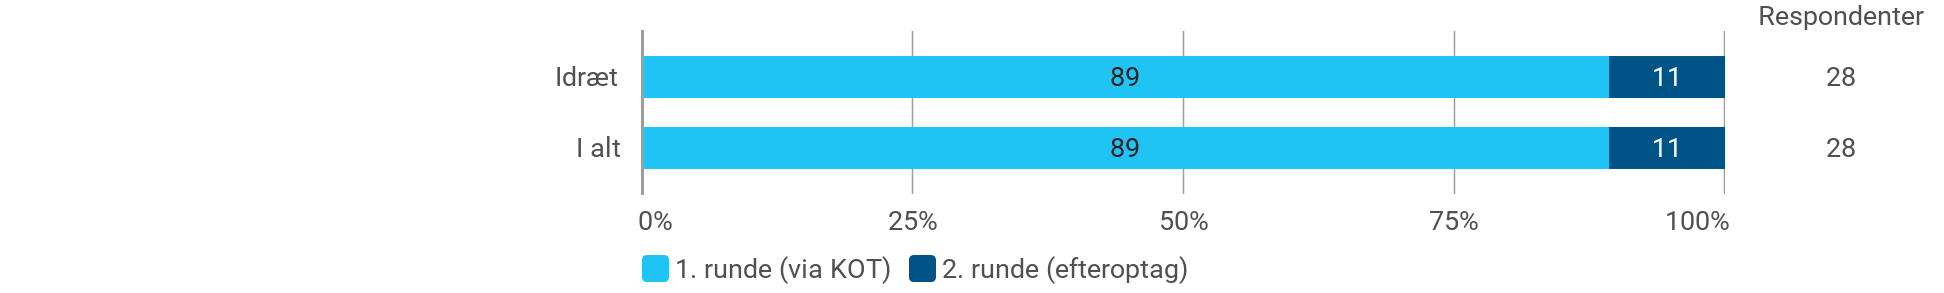 Respondenter
Idræt 89 11 28
I alt 89 11 28
0% 25% 50% 75% 100%
1. runde (via KOT) 2. runde (efteroptag)